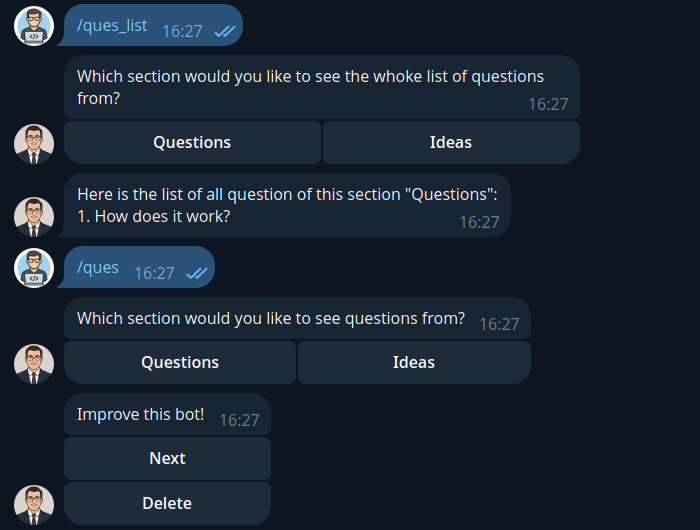 /ques_list 16:27
Which section would you like to see the whoke list of questions
from?
16:27
Questions Ideas
Here is the list of all question of this section "Questions":
1. How does it work?
16:27
/ques 16:27
Which section would you like to see questions from? 16:27
Questions Ideas
Improve this bot! 16:27
Next
Delete